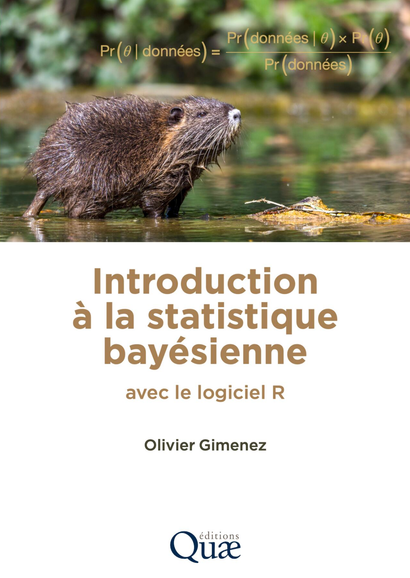 Pr(θ | données) = Pr(données | θ) × Pr(θ)
Pr(données)
Introduction
à la statistique
bayésienne
avec le logiciel R
Olivier Gimenez
éditions
Quæ